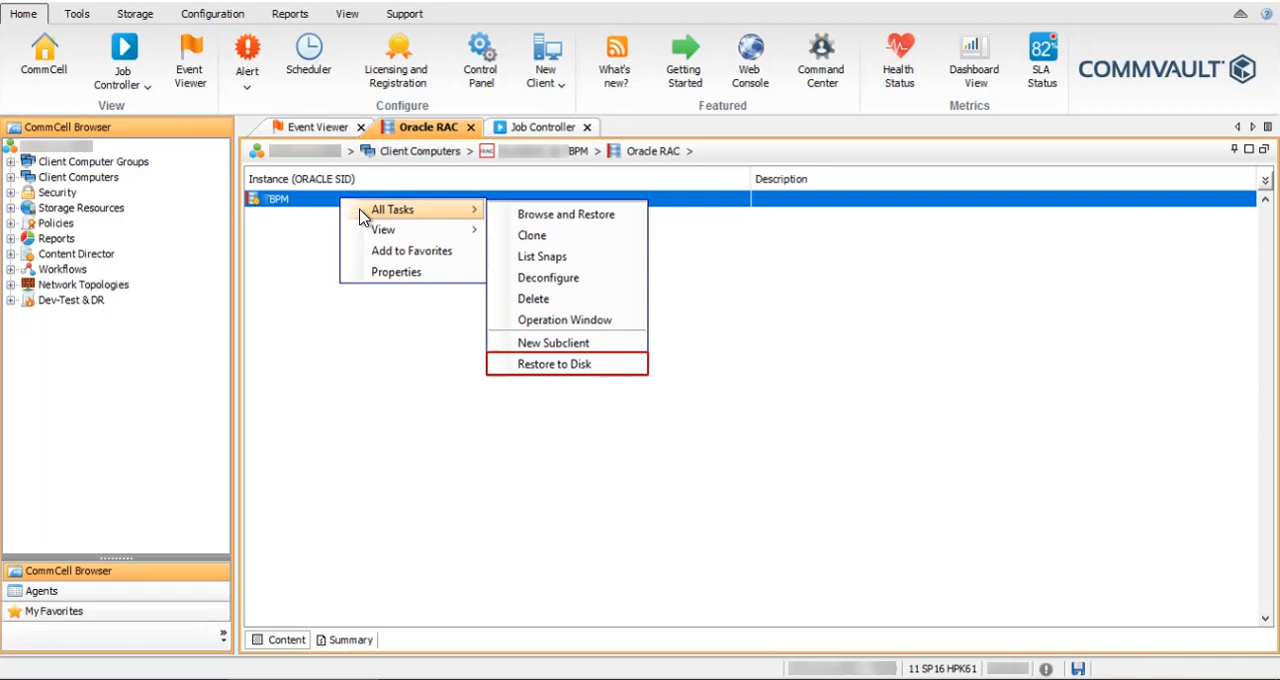 Home Tools Storage Configuration Reports View Support
CommCell
Job Controller
Event Viewer
Alert
Scheduler
Licensing and Registration
Control Panel
New Client
What's new?
Getting Started
Web Console
Command Center
Health Status
Dashboard View
82%
SLA Status
COMMVAULT
View Configure Featured Metrics
CommCell Browser
Client Computer Groups
Client Computers
Security
Storage Resources
Policies
Reports
Content Director
Workflows
Network Topologies
Dev-Test & DR
CommCell Browser
Agents
My Favorites
Event Viewer Oracle RAC Job Controller
> Client Computers > BPM > Oracle RAC >
Instance (ORACLE SID) Description
BPM
All Tasks
View
Add to Favorites
Properties
Browse and Restore
Clone
List Snaps
Deconfigure
Delete
Operation Window
New Subclient
Restore to Disk
Content Summary
11 SP16 HPK61